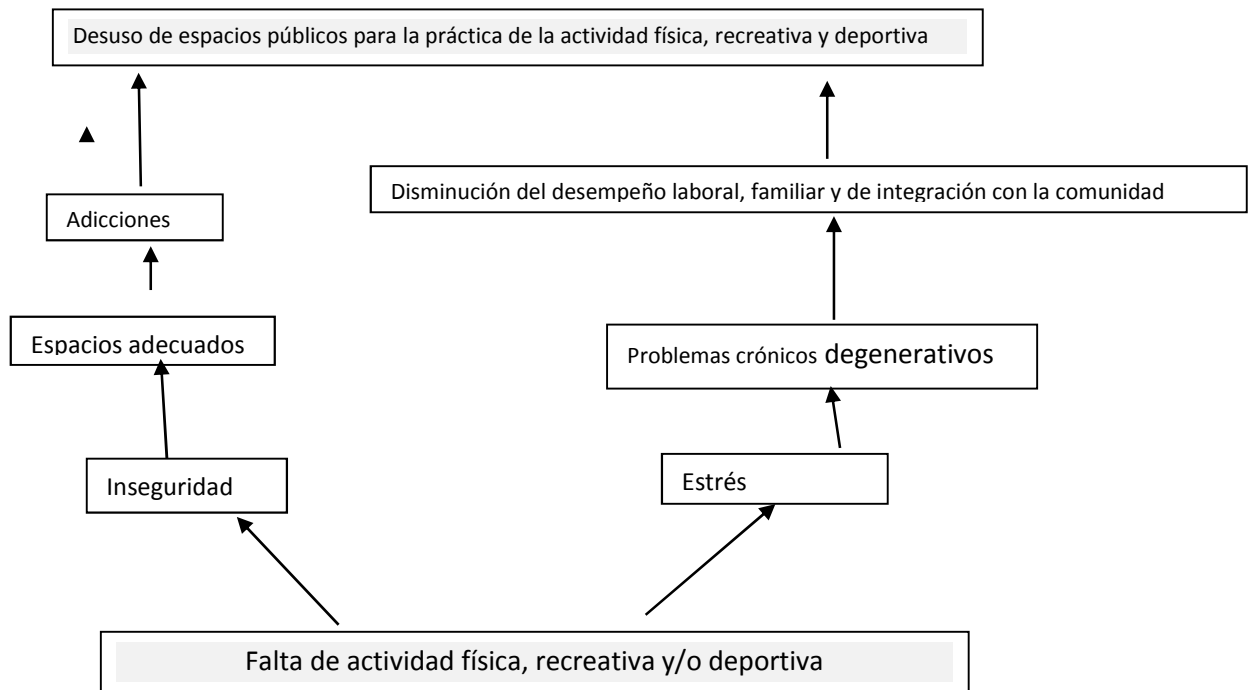 Desuso de espacios públicos para la práctica de la actividad física, recreativa y deportiva
Disminución del desempeño laboral, familiar y de integración con la comunidad
Adicciones
Espacios adecuados
Problemas crónicos degenerativos
Inseguridad
Estrés
Falta de actividad física, recreativa y/o deportiva